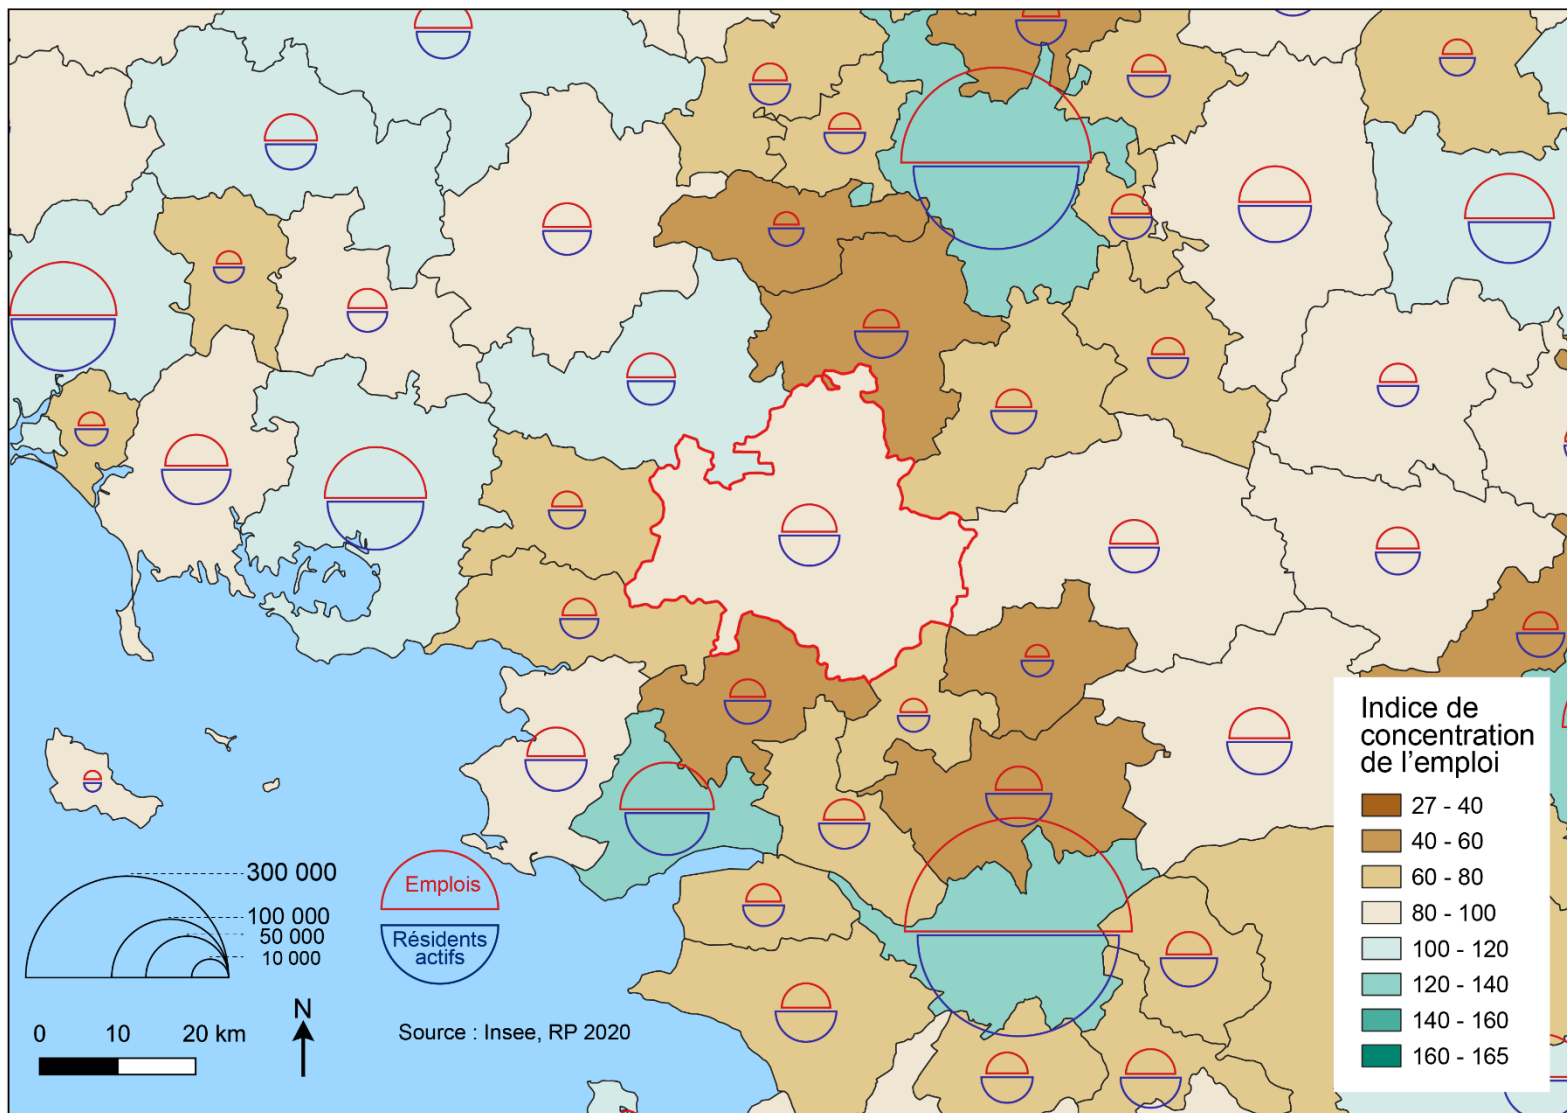 Indice de
concentration
de l'emploi
27 - 40
40 - 60
60 - 80
80 - 100
100 - 120
120 - 140
140 - 160
160 - 165
300 000
100 000
50 000
10 000
Emplois
Résidents
actifs
0 10 20 km
N
Source : Insee, RP 2020